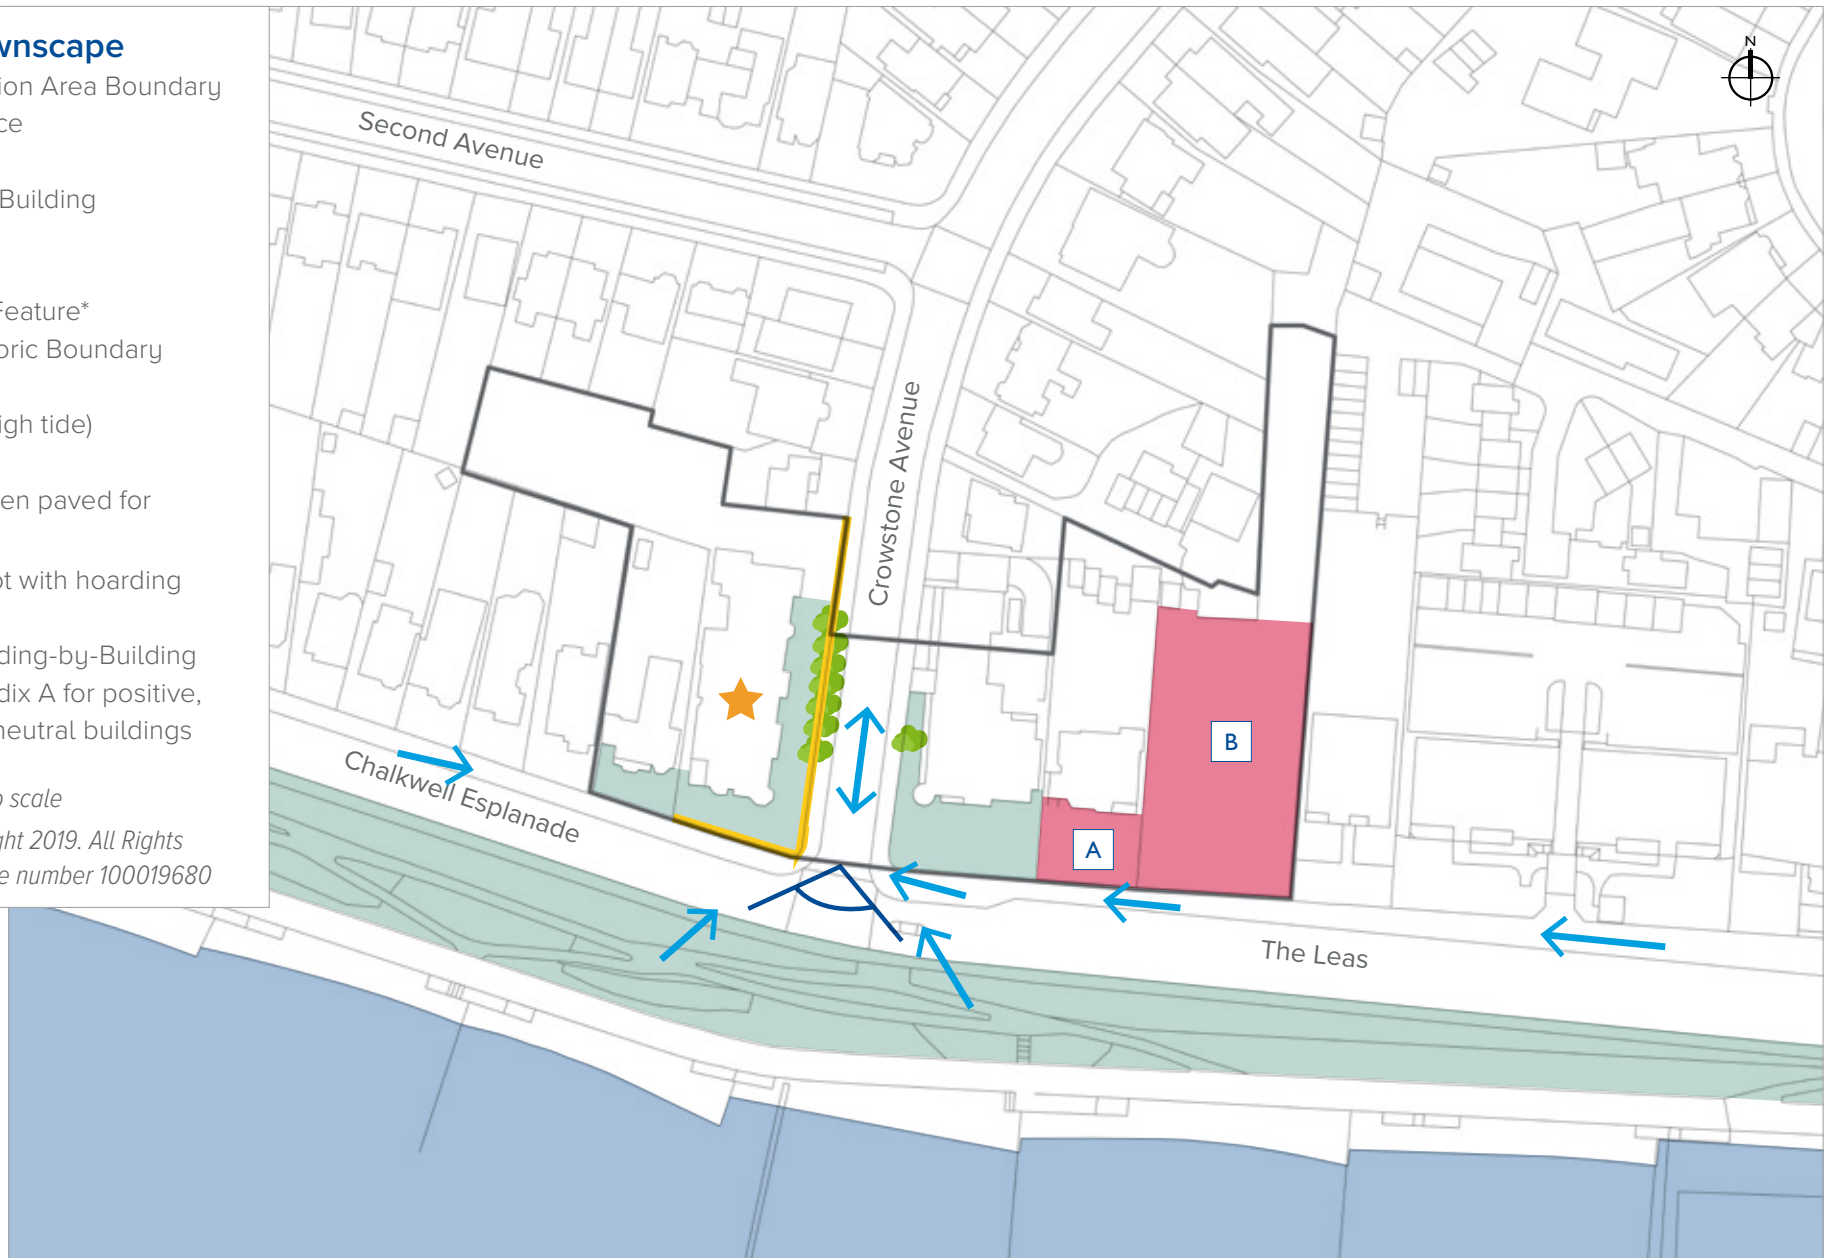 wnscape
ion Area Boundary
ce
Building
Feature*
oric Boundary
igh tide)
en paved for
ot with hoarding
ding-by-Building
dix A for positive,
neutral buildings
o scale
ght 2019. All Rights
e number 100019680
N
Second Avenue
Crowstone Avenue
Chalkwell Esplanade
The Leas
A
B